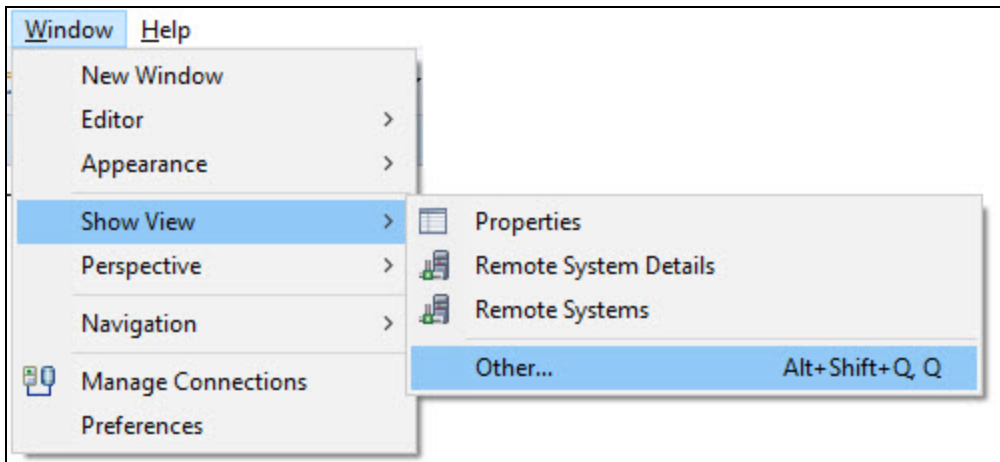 Window Help
New Window
Editor
Appearance
Show View
Perspective
Navigation
Manage Connections
Preferences
Properties
Remote System Details
Remote Systems
Other... Alt+Shift+Q, Q